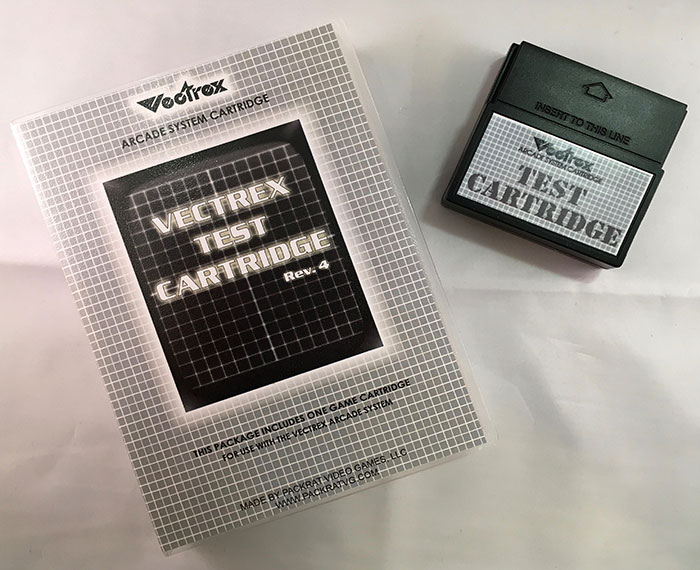 Vectrex
ARCADE SYSTEM CARTRIDGE
VECTREX
TEST
CARTRIDGE
Rev. 4
THIS PACKAGE INCLUDES ONE GAME CARTRIDGE
FOR USE WITH THE VECTREX ARCADE SYSTEM
MADE BY PACKRAT VIDEO GAMES, LLC
WWW.PACKRATVG.COM
INSERT TO THIS LINE
Vectrex
ARCADE SYSTEM CARTRIDGE
TEST
CARTRIDGE